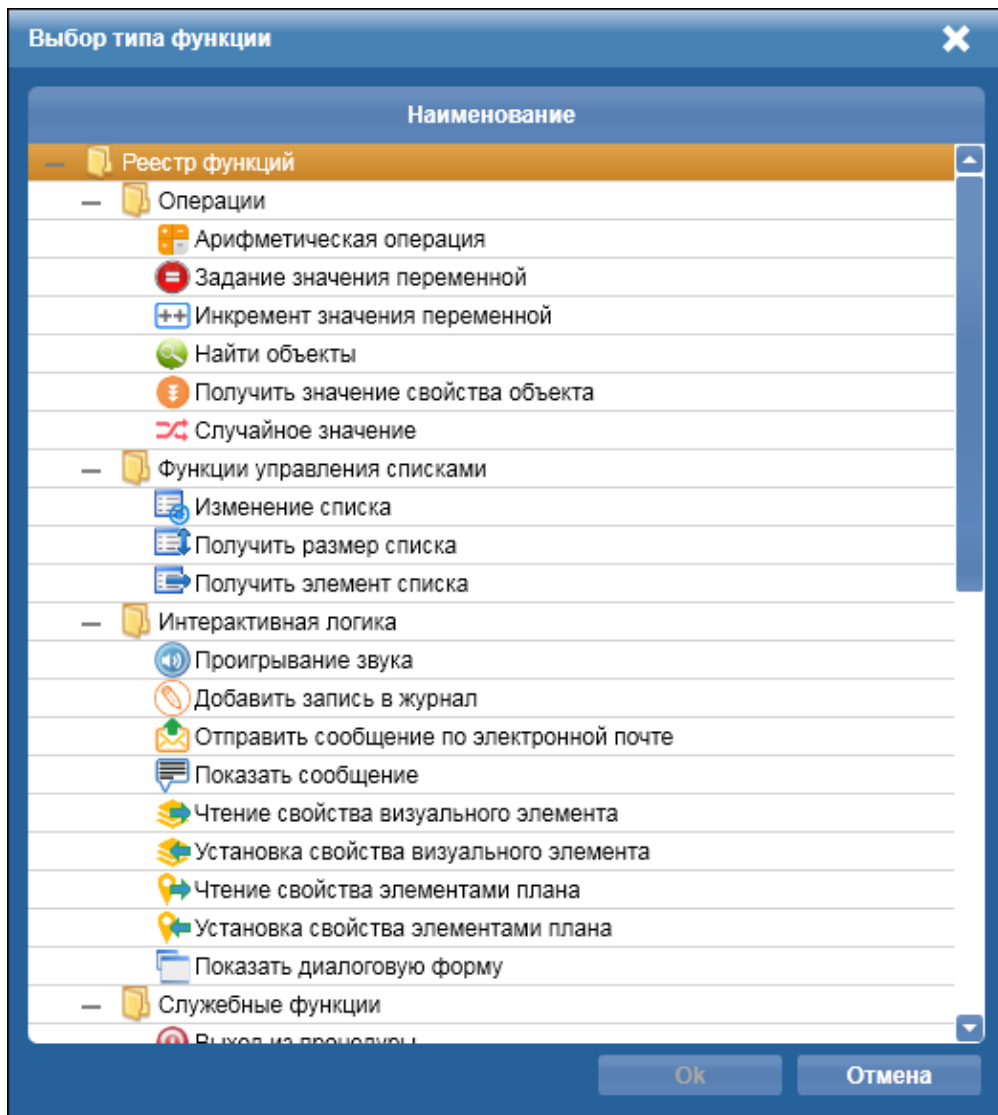 Выбор типа функции
Наименование
Реестр функций
Операции
Арифметическая операция
Задание значения переменной
Инкремент значения переменной
Найти объекты
Получить значение свойства объекта
Случайное значение
Функции управления списками
Изменение списка
Получить размер списка
Получить элемент списка
Интерактивная логика
Проигрывание звука
Добавить запись в журнал
Отправить сообщение по электронной почте
Показать сообщение
Чтение свойства визуального элемента
Установка свойства визуального элемента
Чтение свойства элементами плана
Установка свойства элементами плана
Показать диалоговую форму
Служебные функции
Выход из процедуры
Ok Отмена